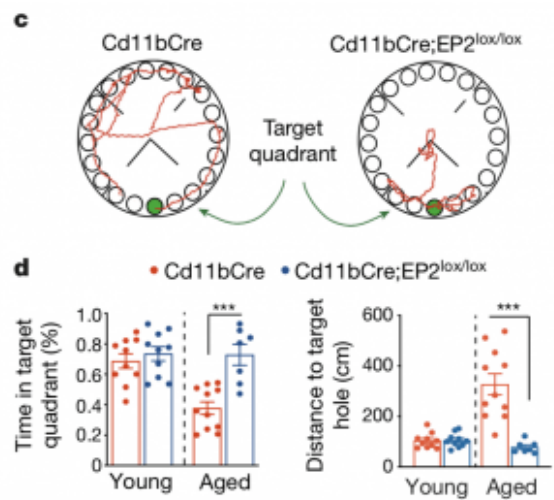 c
Cd11bCre
Cd11bCre;EP2lox/lox
Target
quadrant
d
Cd11bCre
Cd11bCre;EP2lox/lox
Time in target
quadrant (%)
1.0
0.8
0.6
0.4
0.2
0
***
Young
Aged
Distance to target
hole (cm)
600
400
200
0
***
Young
Aged